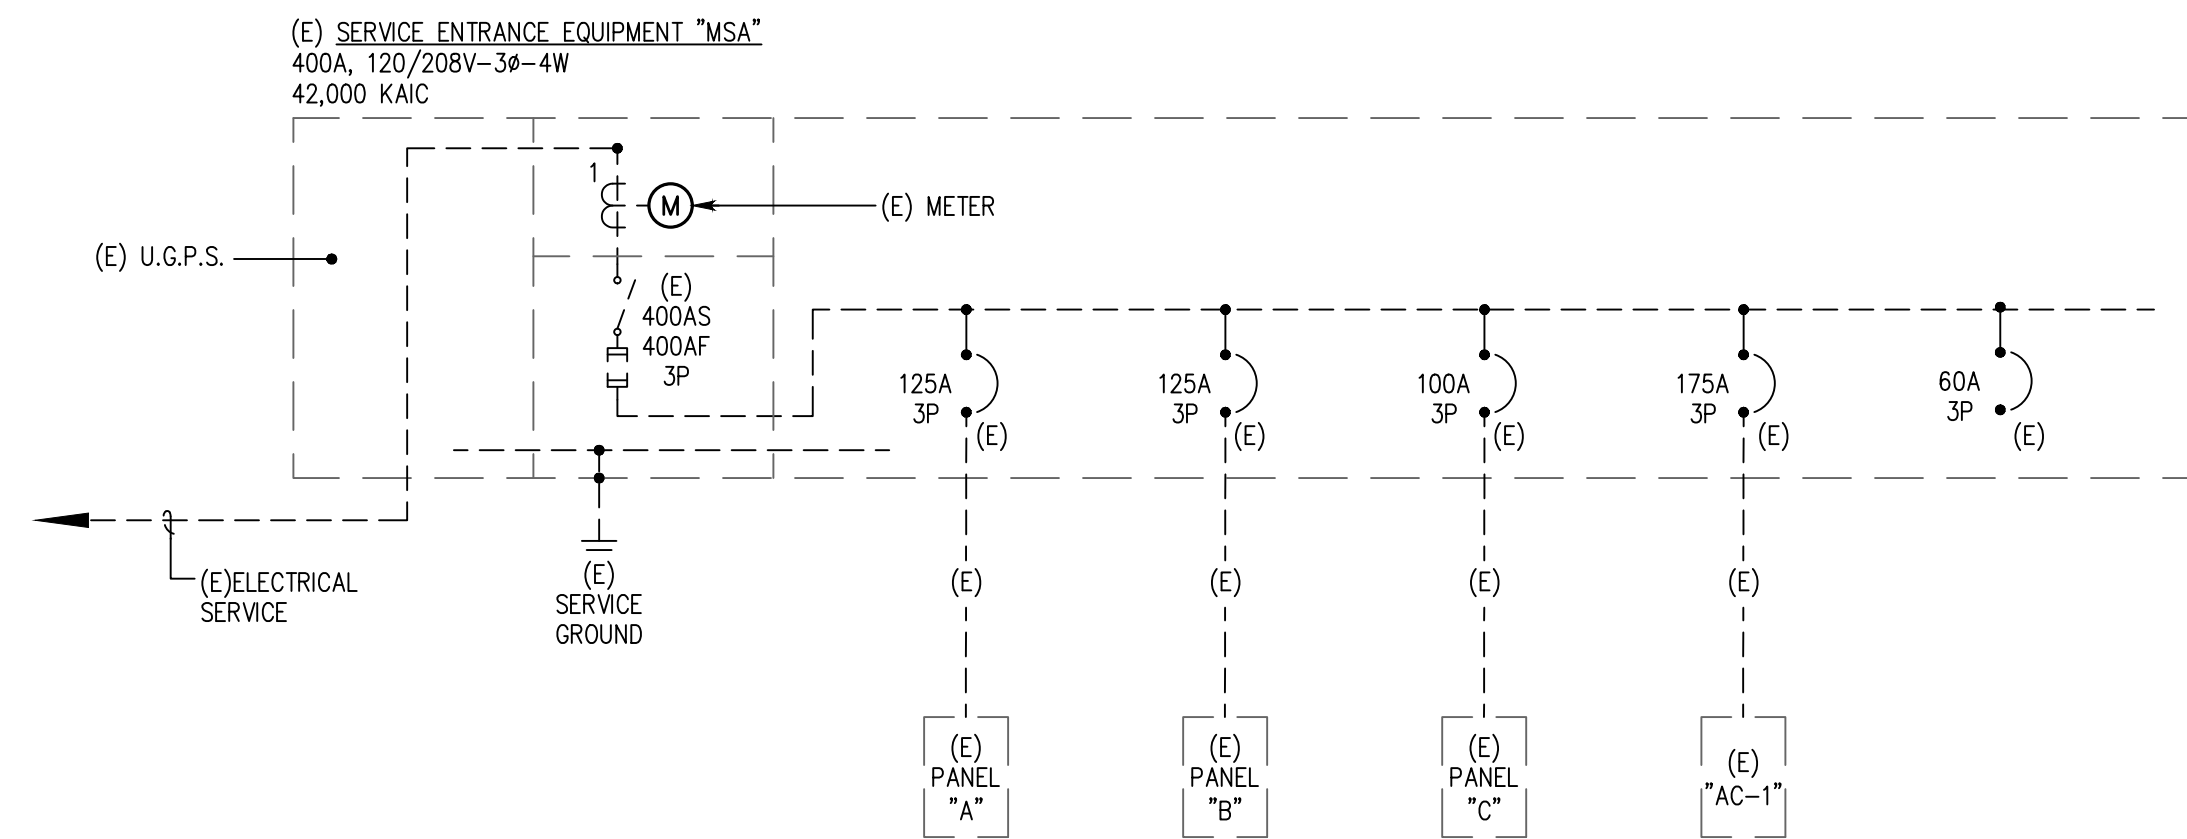 (E) SERVICE ENTRANCE EQUIPMENT "MSA"
400A, 120/208V-3ø-4W
42,000 KAIC
1
M
(E) METER
(E) U.G.P.S.
(E)
400AS
400AF
3P
125A
3P
(E)
125A
3P
(E)
100A
3P
(E)
175A
3P
(E)
60A
3P
(E)
(E)ELECTRICAL
SERVICE
(E)
SERVICE
GROUND
(E)
(E)
(E)
(E)
(E)
PANEL
"A"
(E)
PANEL
"B"
(E)
PANEL
"C"
(E)
"AC-1"